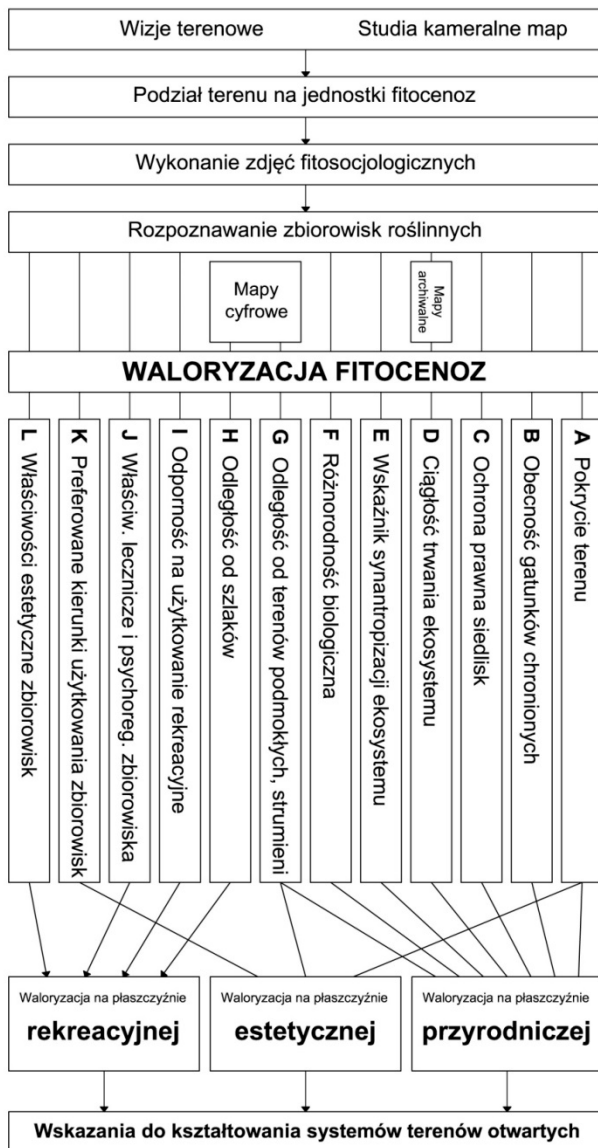 Wizje terenowe Studia kameralne map
Podział terenu na jednostki fitocenoz
Wykonanie zdjęć fitosocjologicznych
Rozpoznawanie zbiorowisk roślinnych
Mapy
cyfrowe
Mapy
archiwalne
WALORYZACJA FITOCENOZ
L Właściwości estetyczne zbiorowisk
K Preferowane kierunki użytkowania zbiorowisk
J Właściw. lecznicze i psychoreg. zbiorowiska
I Odporność na użytkowanie rekreacyjne
H Odległość od szlaków
G Odległość od terenów podmokłych, strumieni
F Różnorodność biologiczna
E Wskaźnik synantropizacji ekosystemu
D Ciągłość trwania ekosystemu
C Ochrona prawna siedlisk
B Obecność gatunków chronionych
A Pokrycie terenu
Waloryzacja na płaszczyźnie
rekreacyjnej
Waloryzacja na płaszczyźnie
estetycznej
Waloryzacja na płaszczyźnie
przyrodniczej
Wskazania do kształtowania systemów terenów otwartych